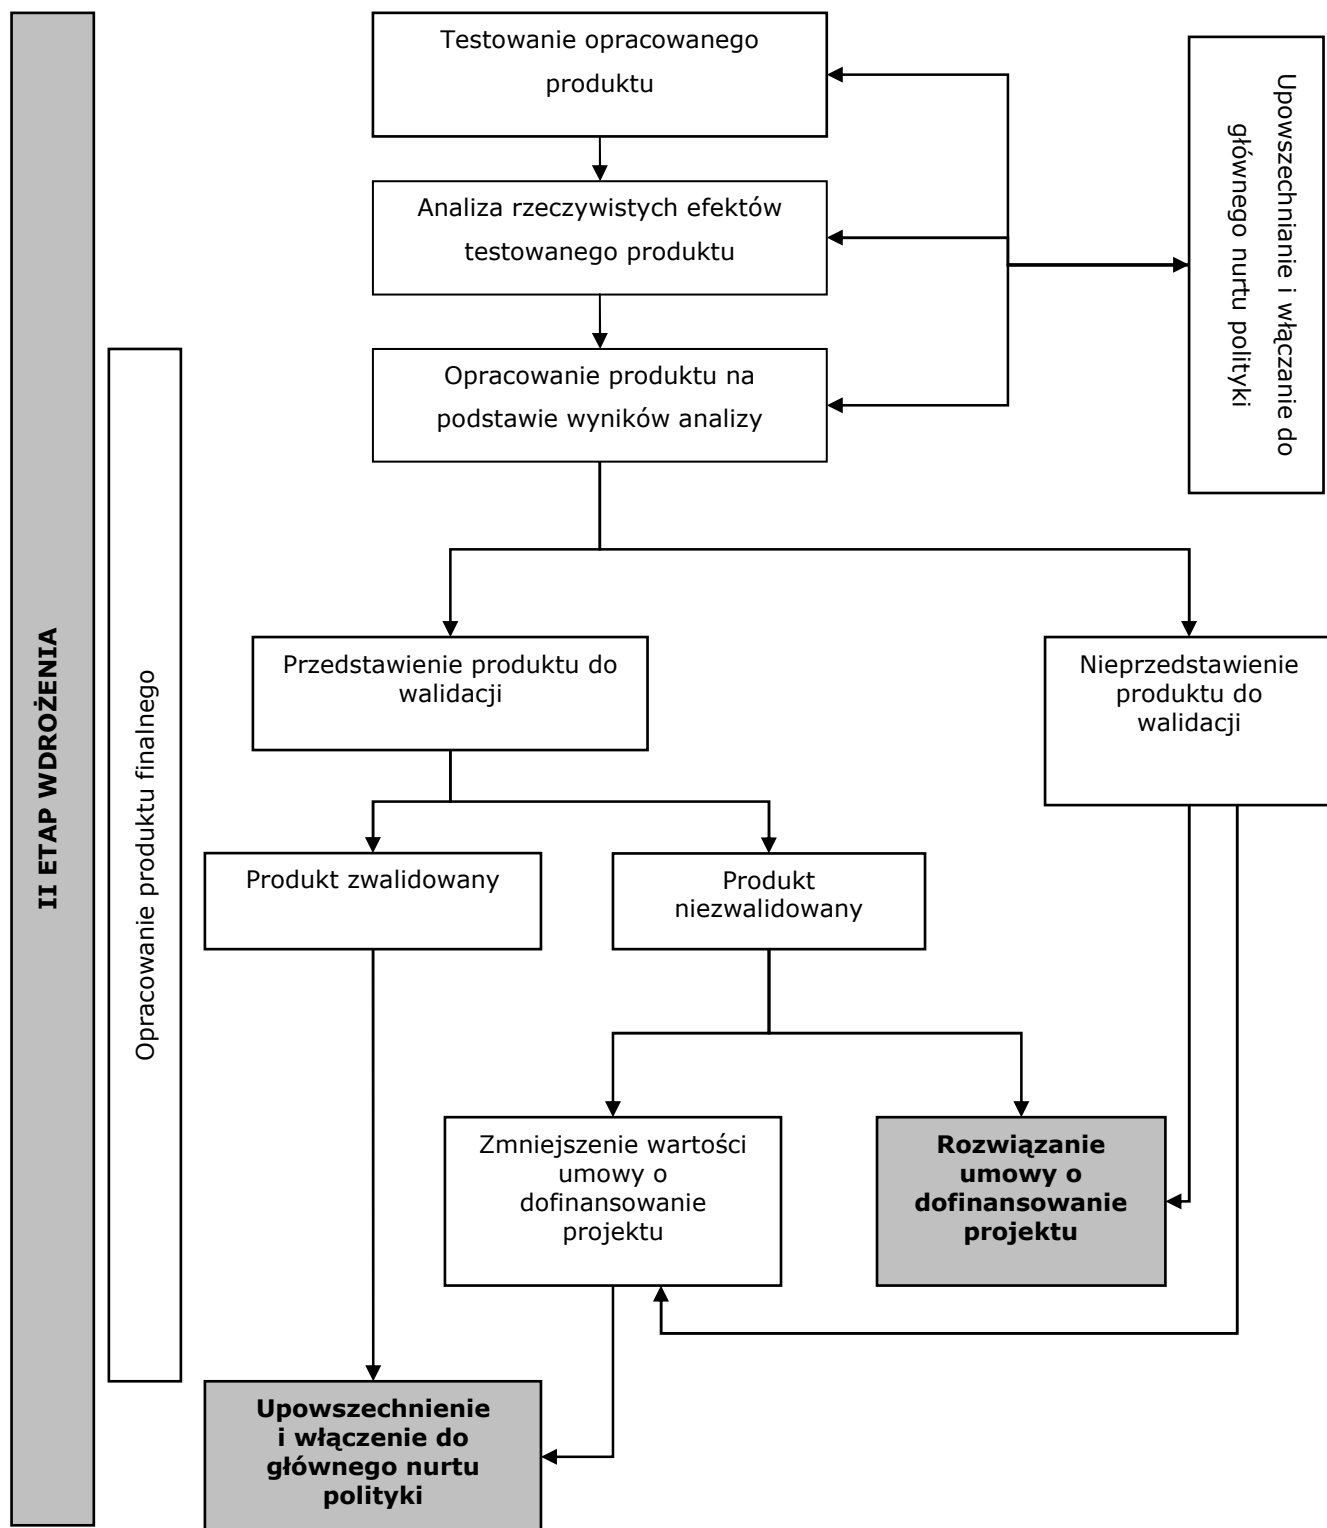 Testowanie opracowanego
produktu
Upowszechnianie i włączanie do
głównego nurtu polityki
Analiza rzeczywistych efektów
testowanego produktu
Opracowanie produktu na
podstawie wyników analizy
II ETAP WDROŻENIA
Opracowanie produktu finalnego
Przedstawienie produktu do
walidacji
Nieprzedstawienie
produktu do
walidacji
Produkt zwalidowany
Produkt
niezwalidowany
Zmniejszenie wartości
umowy o
dofinansowanie
projektu
Rozwiązanie
umowy o
dofinansowanie
projektu
Upowszechnienie
i włączenie do
głównego nurtu
polityki